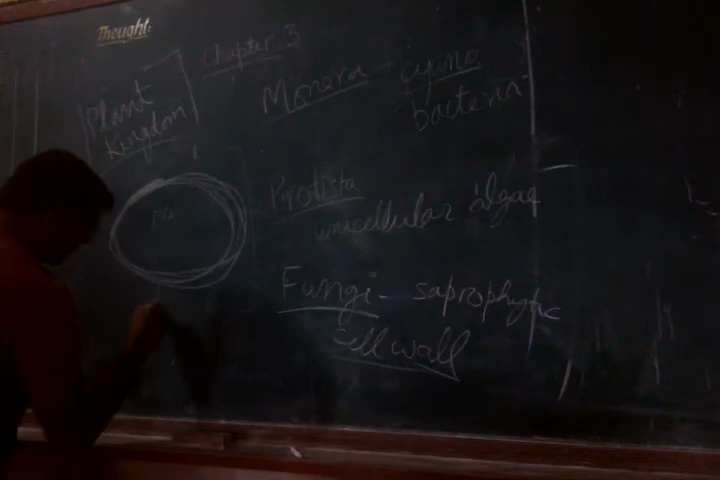 Thought:
Chapter 3
Plant
Kingdom
Monera - cyano
bacteria
Protista
unicellular algae
Fungi - saprophytic
cell wall